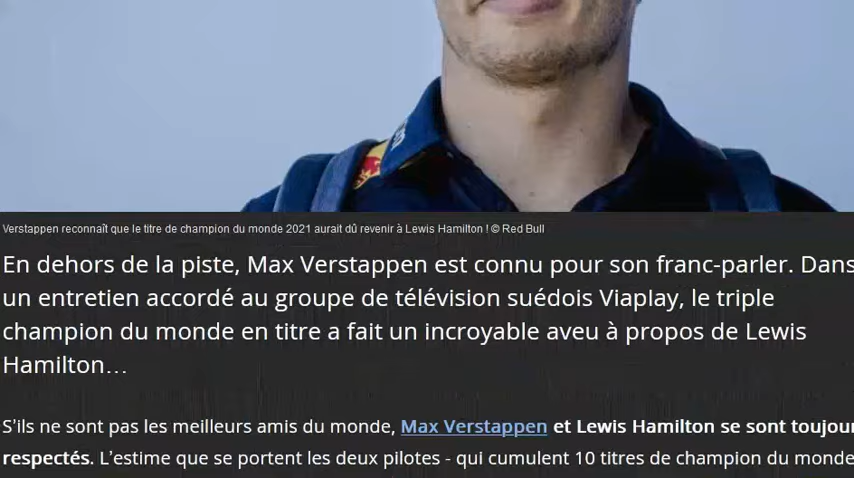 Verstappen reconnaît que le titre de champion du monde 2021 aurait dû revenir à Lewis Hamilton ! © Red Bull
En dehors de la piste, Max Verstappen est connu pour son franc-parler. Dans
un entretien accordé au groupe de télévision suédois Viaplay, le triple
champion du monde en titre a fait un incroyable aveu à propos de Lewis
Hamilton…
S'ils ne sont pas les meilleurs amis du monde, Max Verstappen et Lewis Hamilton se sont toujour
respectés. L'estime que se portent les deux pilotes - qui cumulent 10 titres de champion du monde